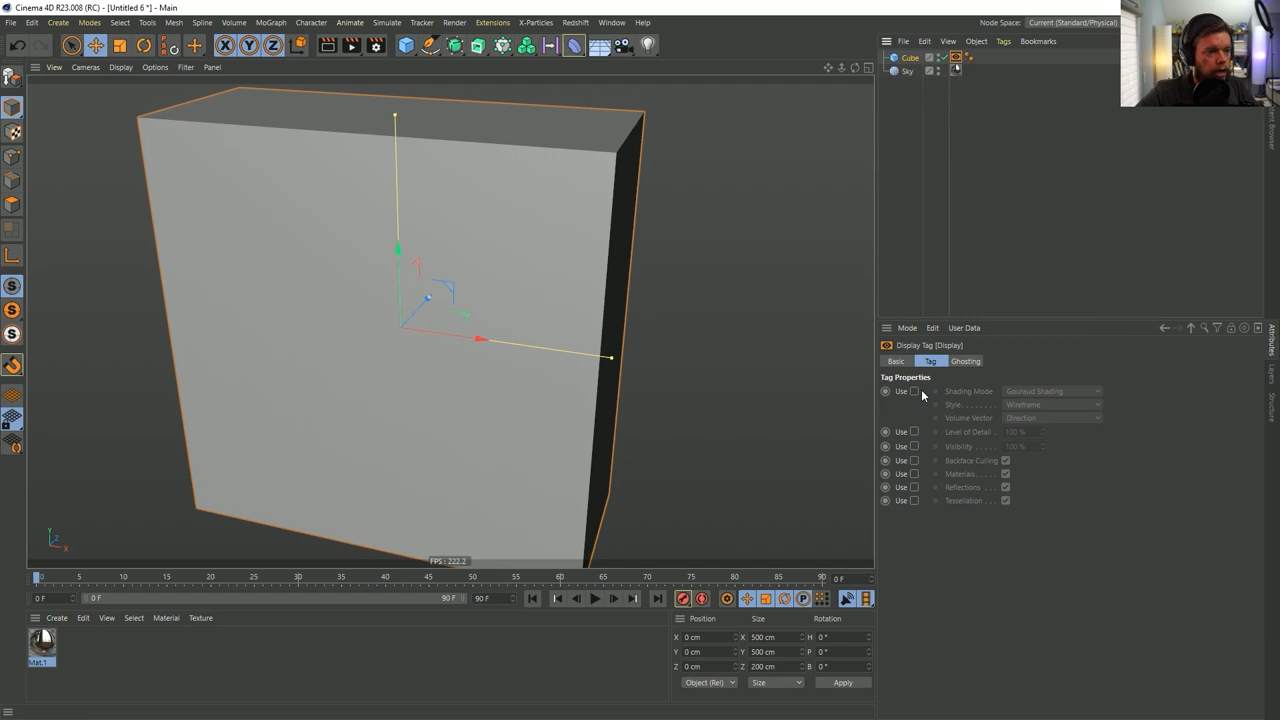 Cinema 4D R23.008 (RC) - [Untitled 6 *] - Main
File Edit Create Modes Select Tools Mesh Spline Volume MoGraph Character Animate Simulate Tracker Render Extensions X-Particles Redshift Window Help
Node Space: Current (Standard/Physical)
File Edit View Object Tags Bookmarks
View Cameras Display Options Filter Panel
Cube
Sky
Attributes
Layers
Structure
Mode Edit User Data
Display Tag [Display]
Basic Tag Ghosting
Tag Properties
Use Shading Mode Gouraud Shading
Style Wireframe
Volume Vector Direction
Use Level of Detail 100 %
Use Visibility 100 %
Use Backface Culling
Use Materials
Use Reflections
Use Tessellation
Y
Z
X
FPS : 222.2
0 5 10 15 20 25 30 35 40 45 50 55 60 65 70 75 80 85 90 0 F
0 F 0 F 90 F 90 F
Create Edit View Select Material Texture
Mat.1
Position Size Rotation
X 0 cm X 500 cm H 0 °
Y 0 cm Y 500 cm P 0 °
Z 0 cm Z 200 cm B 0 °
Object (Rel) Size Apply